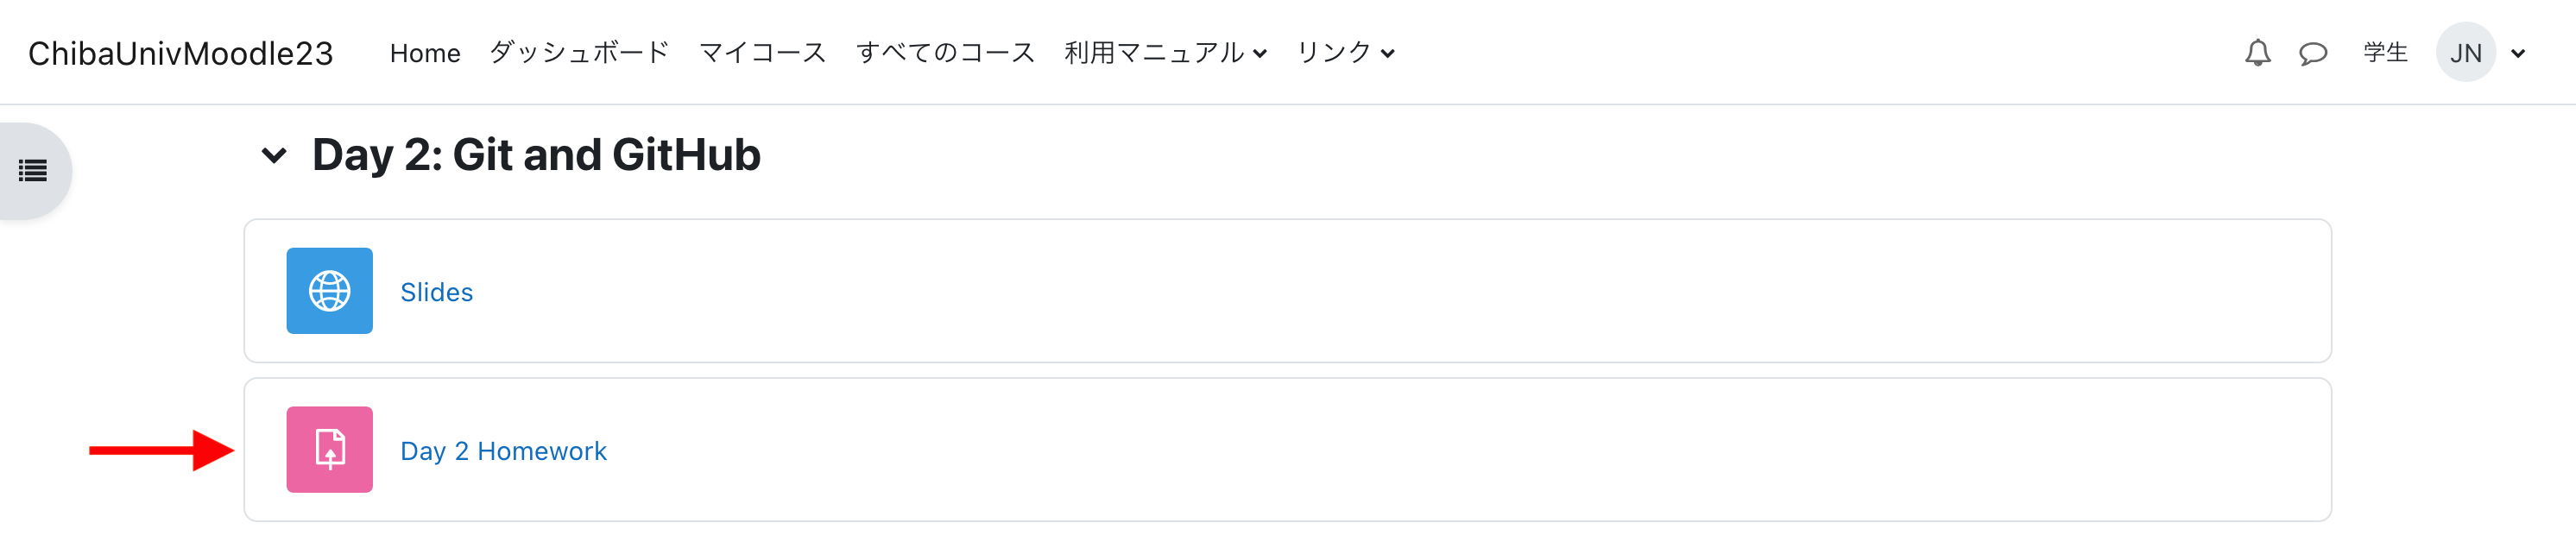 ChibaUnivMoodle23 Home ダッシュボード マイコース すべてのコース 利用マニュアル リンク 学生 JN
Day 2: Git and GitHub
Slides
Day 2 Homework